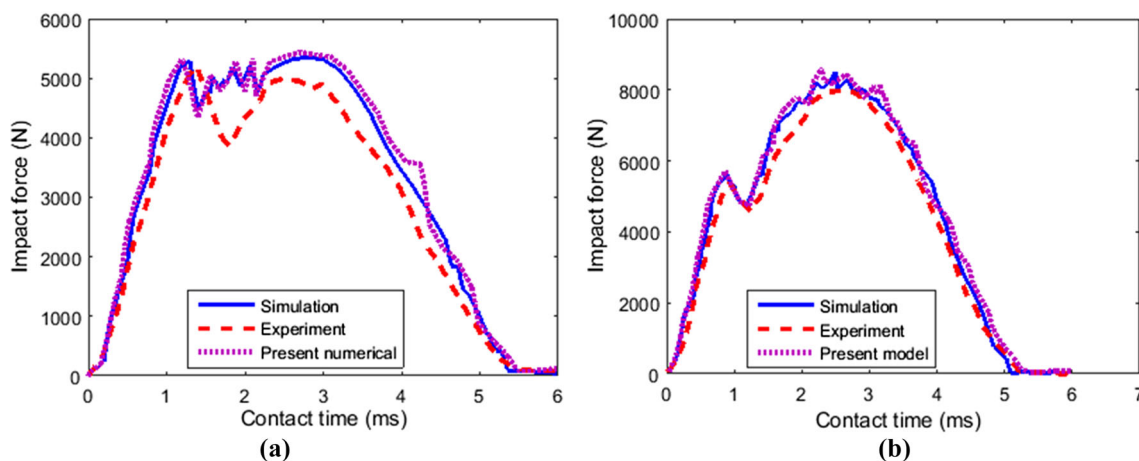 6000
5000
4000
3000
2000
1000
0
Impact force (N)
Simulation
Experiment
Present numerical
0 1 2 3 4 5 6
Contact time (ms)
(a)
10000
8000
6000
4000
2000
0
Impact force (N)
Simulation
Experiment
Present model
0 1 2 3 4 5 6 7
Contact time (ms)
(b)